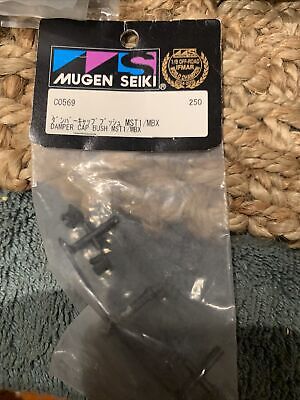 MUGEN SEIKI
1/8 OFF-ROAD
IFMAR
C0569 250
ダンパーキャップブッシュ MST1/MBX
DAMPER CAP BUSH MST1/MBX